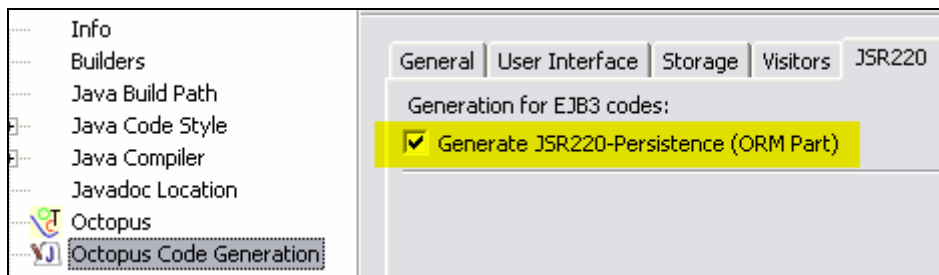 Info
Builders
Java Build Path
Java Code Style
Java Compiler
Javadoc Location
Octopus
Octopus Code Generation
General User Interface Storage Visitors JSR220
Generation for EJB3 codes:
Generate JSR220-Persistence (ORM Part)